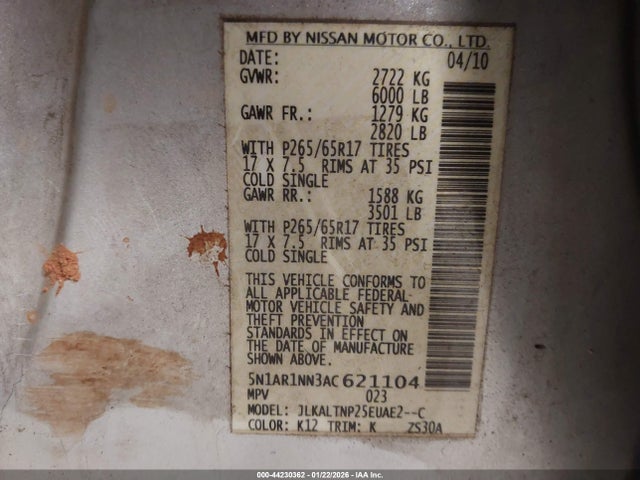 MFD BY NISSAN MOTOR CO., LTD.
DATE: 04/10
GVWR: 2722 KG
6000 LB
GAWR FR.: 1279 KG
2820 LB
WITH P265/65R17 TIRES
17 X 7.5 RIMS AT 35 PSI
COLD SINGLE
GAWR RR.: 1588 KG
3501 LB
WITH P265/65R17 TIRES
17 X 7.5 RIMS AT 35 PSI
COLD SINGLE
THIS VEHICLE CONFORMS TO
ALL APPLICABLE FEDERAL
MOTOR VEHICLE SAFETY AND
THEFT PREVENTION
STANDARDS IN EFFECT ON
THE DATE OF MANUFACTURE
SHOWN ABOVE.
5N1AR1NN3AC621104
MPV 023
MODEL: JLKALTNP25EUAE2--C
COLOR: K12 TRIM: K ZS30A
000-44230362 - 01/22/2026 - IAA Inc.